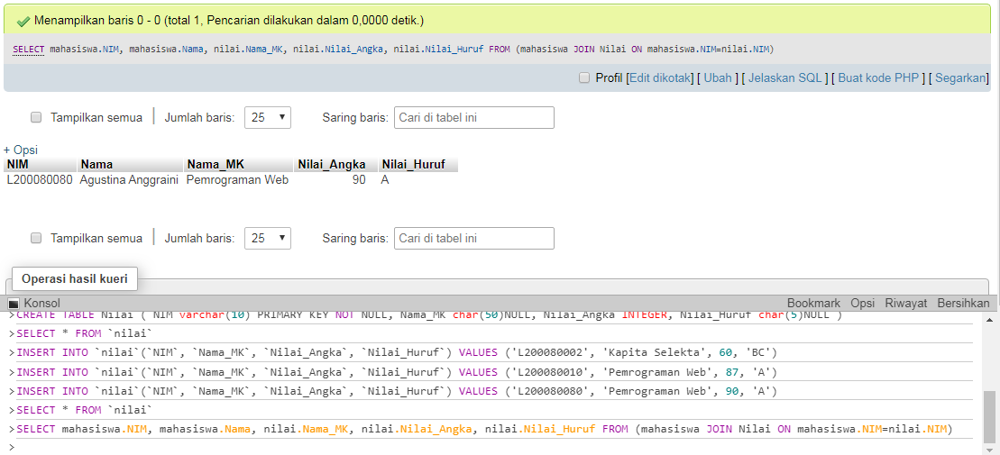 Menampilkan baris 0 - 0 (total 1, Pencarian dilakukan dalam 0,0000 detik.)
SELECT mahasiswa.NIM, mahasiswa.Nama, nilai.Nama_MK, nilai.Nilai_Angka, nilai.Nilai_Huruf FROM (mahasiswa JOIN Nilai ON mahasiswa.NIM=nilai.NIM)
Profil [Edit dikotak] [ Ubah ] [ Jelaskan SQL ] [ Buat kode PHP ] [ Segarkan]
Tampilkan semua Jumlah baris: 25 Saring baris: Cari di tabel ini
+ Opsi
NIM Nama Nama_MK Nilai_Angka Nilai_Huruf
L200080080 Agustina Anggraini Pemrograman Web 90 A
Tampilkan semua Jumlah baris: 25 Saring baris: Cari di tabel ini
Operasi hasil kueri
Konsol Bookmark Opsi Riwayat Bersihkan
>CREATE TABLE Nilai ( NIM varchar(10) PRIMARY KEY NOT NULL, Nama_MK char(50)NULL, Nilai_Angka INTEGER, Nilai_Huruf char(5)NULL )
>SELECT * FROM `nilai`
>INSERT INTO `nilai`(`NIM`, `Nama_MK`, `Nilai_Angka`, `Nilai_Huruf`) VALUES ('L200080002', 'Kapita Selekta', 60, 'BC')
>INSERT INTO `nilai`(`NIM`, `Nama_MK`, `Nilai_Angka`, `Nilai_Huruf`) VALUES ('L200080010', 'Pemrograman Web', 87, 'A')
>INSERT INTO `nilai`(`NIM`, `Nama_MK`, `Nilai_Angka`, `Nilai_Huruf`) VALUES ('L200080080', 'Pemrograman Web', 90, 'A')
>SELECT * FROM `nilai`
>SELECT mahasiswa.NIM, mahasiswa.Nama, nilai.Nama_MK, nilai.Nilai_Angka, nilai.Nilai_Huruf FROM (mahasiswa JOIN Nilai ON mahasiswa.NIM=nilai.NIM)
>